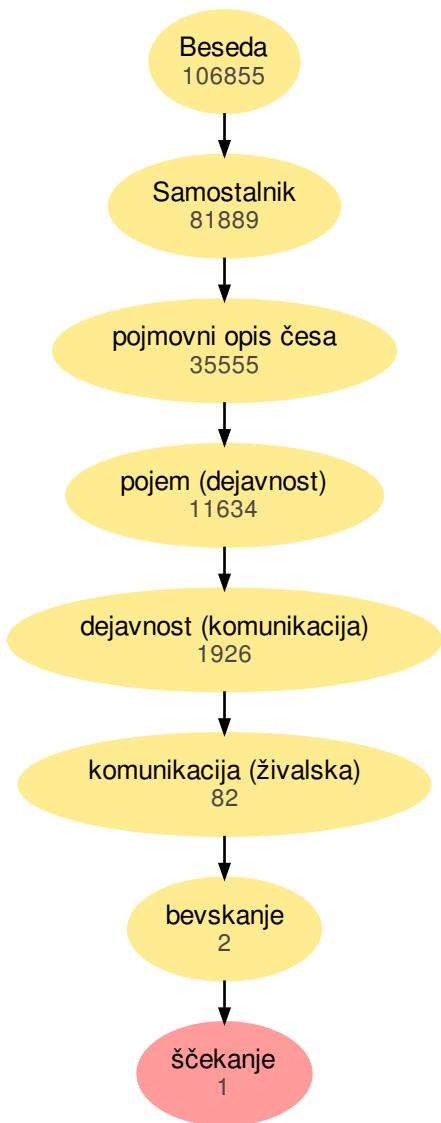 Beseda
106855
Samostalnik
81889
pojmovni opis česa
35555
pojem (dejavnost)
11634
dejavnost (komunikacija)
1926
komunikacija (živalska)
82
bevskanje
2
ščekanje
1